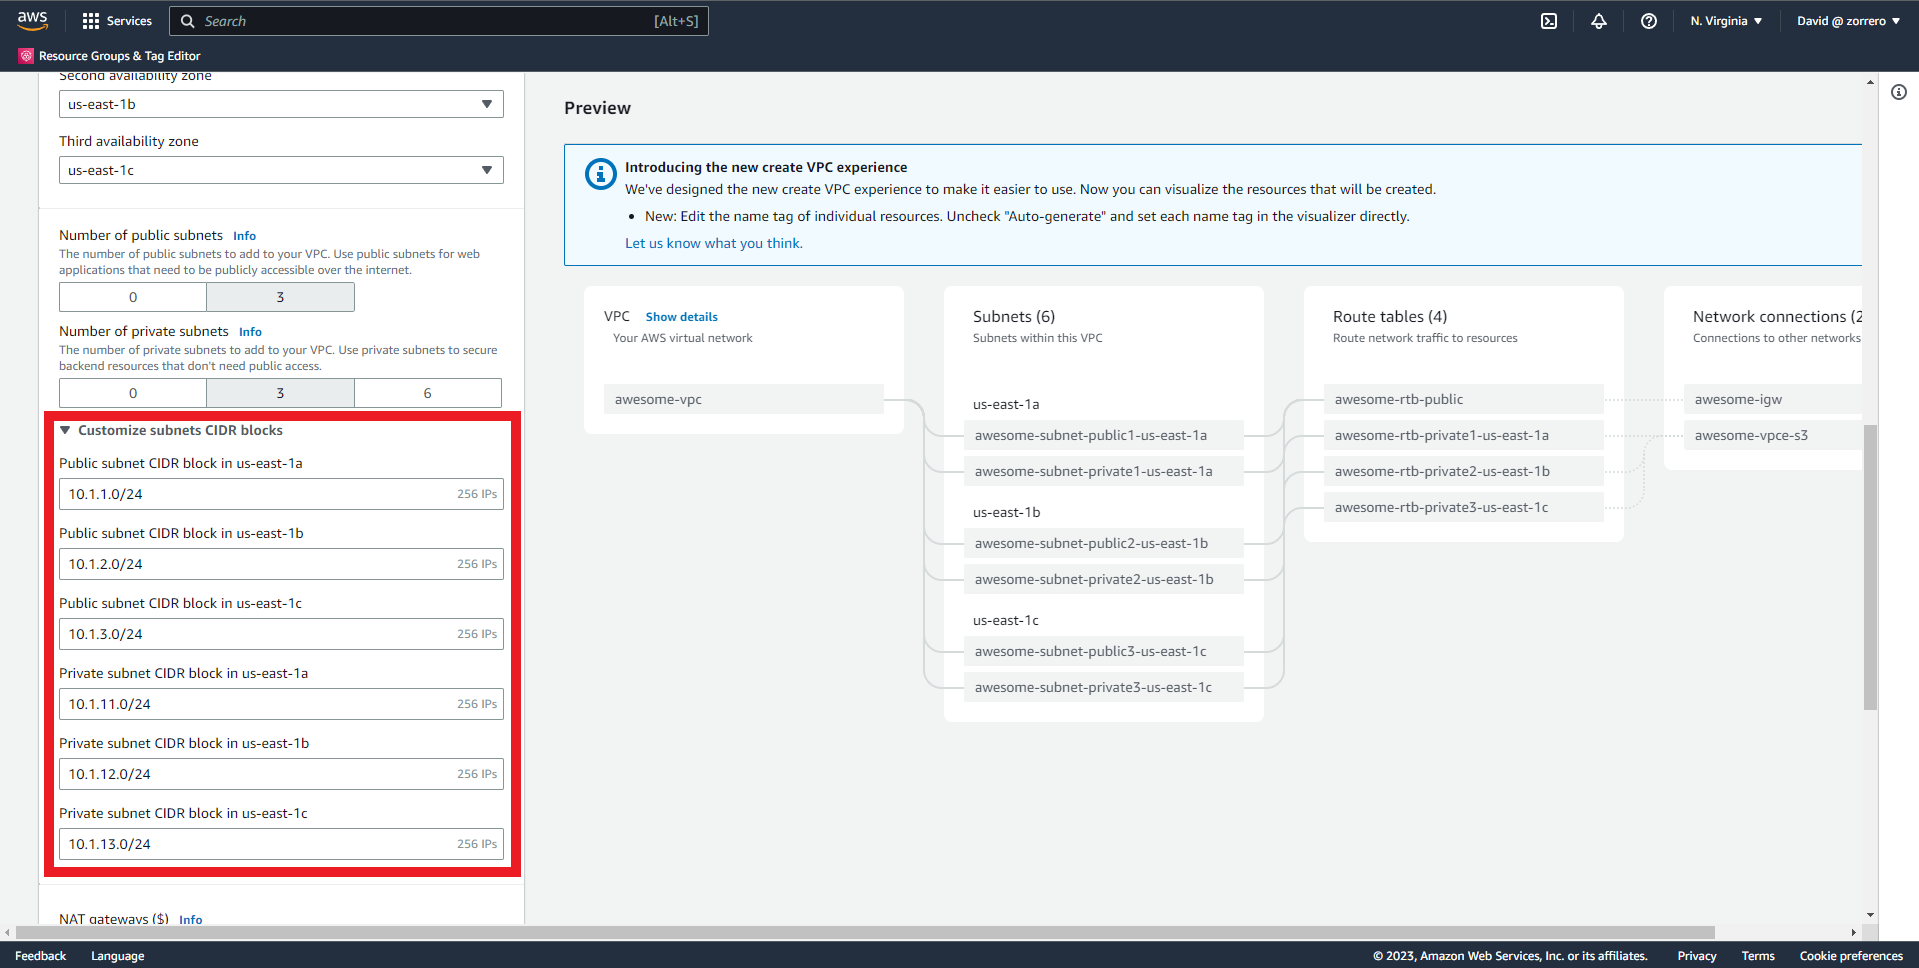 aws
Services
Search
[Alt+S]
N. Virginia
David @ zorrero
Resource Groups & Tag Editor
Second availability zone
us-east-1b
Third availability zone
us-east-1c
Number of public subnets Info
The number of public subnets to add to your VPC. Use public subnets for web
applications that need to be publicly accessible over the internet.
0
3
Number of private subnets Info
The number of private subnets to add to your VPC. Use private subnets to secure
backend resources that don't need public access.
0
3
6
Customize subnets CIDR blocks
Public subnet CIDR block in us-east-1a
10.1.1.0/24 256 IPs
Public subnet CIDR block in us-east-1b
10.1.2.0/24 256 IPs
Public subnet CIDR block in us-east-1c
10.1.3.0/24 256 IPs
Private subnet CIDR block in us-east-1a
10.1.11.0/24 256 IPs
Private subnet CIDR block in us-east-1b
10.1.12.0/24 256 IPs
Private subnet CIDR block in us-east-1c
10.1.13.0/24 256 IPs
NAT gateways ($) Info
Preview
Introducing the new create VPC experience
We've designed the new create VPC experience to make it easier to use. Now you can visualize the resources that will be created.
• New: Edit the name tag of individual resources. Uncheck "Auto-generate" and set each name tag in the visualizer directly.
Let us know what you think.
VPC Show details
Your AWS virtual network
awesome-vpc
Subnets (6)
Subnets within this VPC
us-east-1a
awesome-subnet-public1-us-east-1a
awesome-subnet-private1-us-east-1a
us-east-1b
awesome-subnet-public2-us-east-1b
awesome-subnet-private2-us-east-1b
us-east-1c
awesome-subnet-public3-us-east-1c
awesome-subnet-private3-us-east-1c
Route tables (4)
Route network traffic to resources
awesome-rtb-public
awesome-rtb-private1-us-east-1a
awesome-rtb-private2-us-east-1b
awesome-rtb-private3-us-east-1c
Network connections (2
Connections to other networks
awesome-igw
awesome-vpce-s3
Feedback
Language
© 2023, Amazon Web Services, Inc. or its affiliates.
Privacy
Terms
Cookie preferences